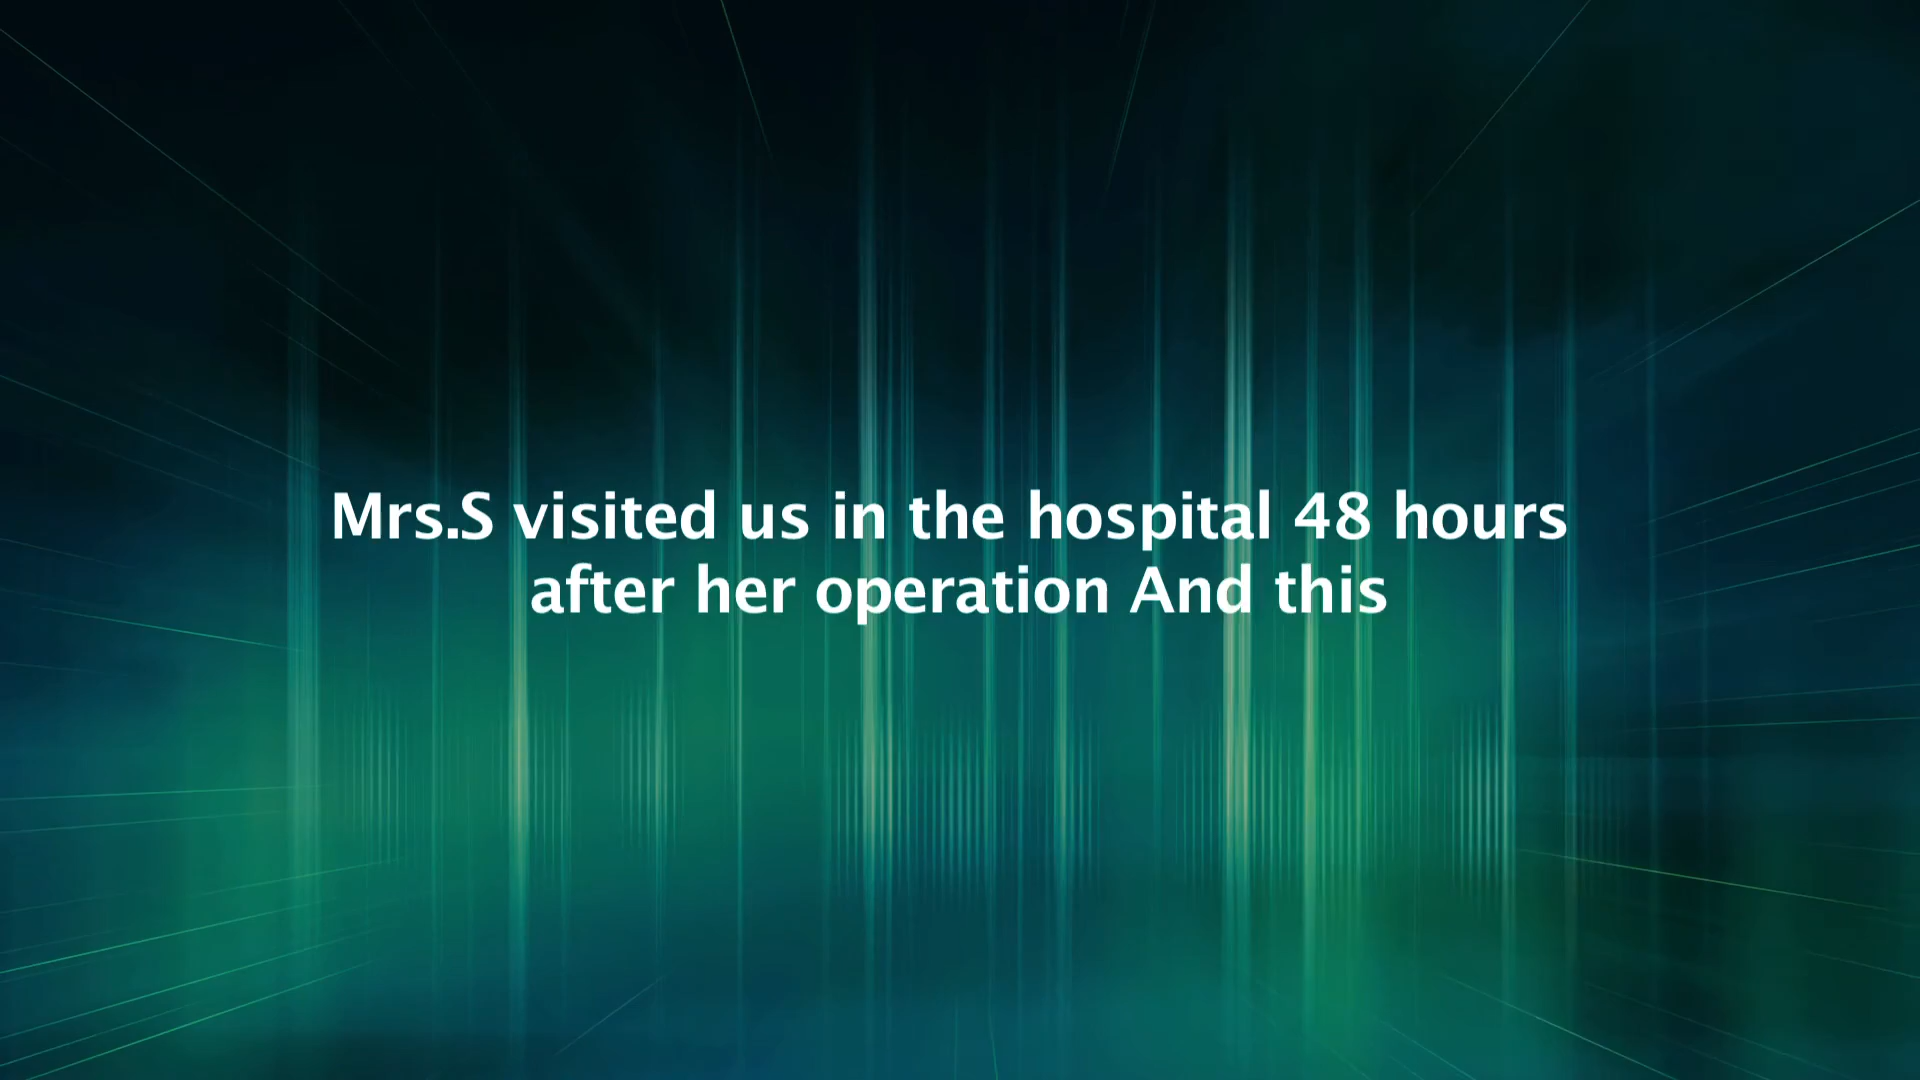 Mrs.S visited us in the hospital 48 hours
after her operation And this